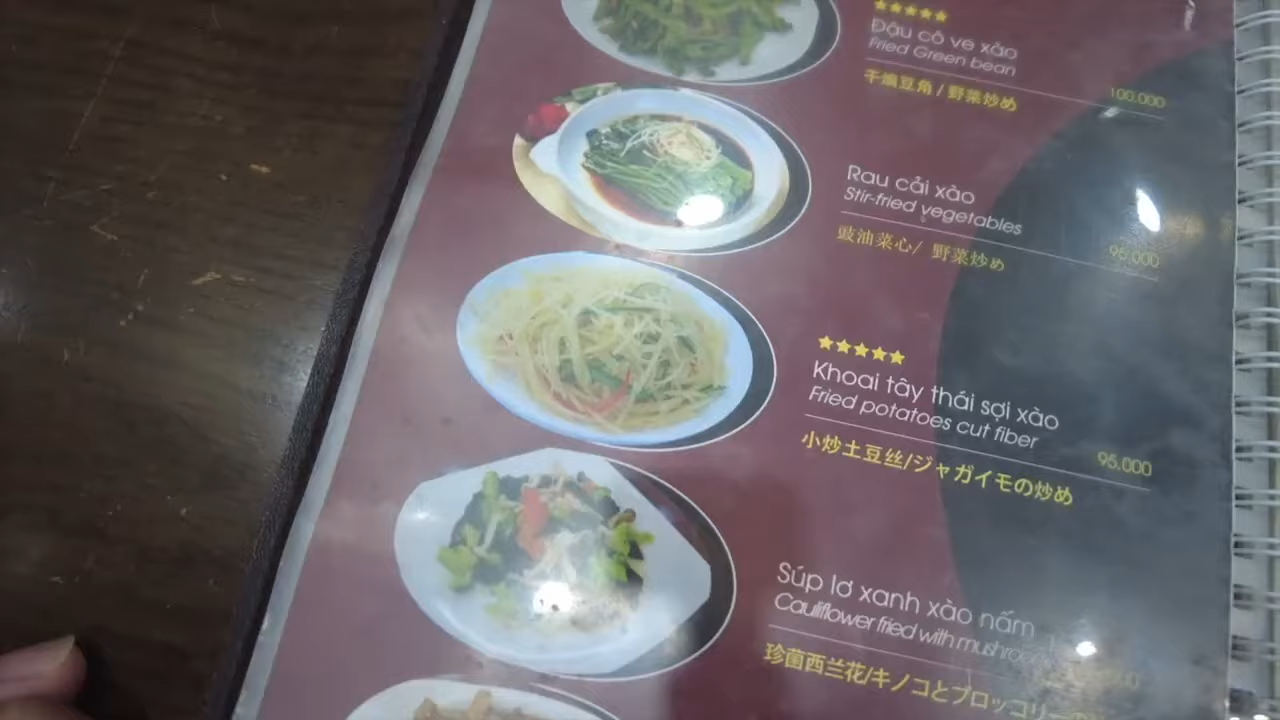 Đậu cô ve xào
Fried Green bean
100,000
干煸豆角 / 野菜炒め
Rau cải xào
Stir-fried vegetables
95,000
豉油菜心/ 野菜炒め
Khoai tây thái sợi xào
Fried potatoes cut fiber
95,000
小炒土豆丝/ジャガイモの炒め
Súp lơ xanh xào nấm
Cauliflower fried with mushroom
珍菌西兰花/キノコとブロッコリーの